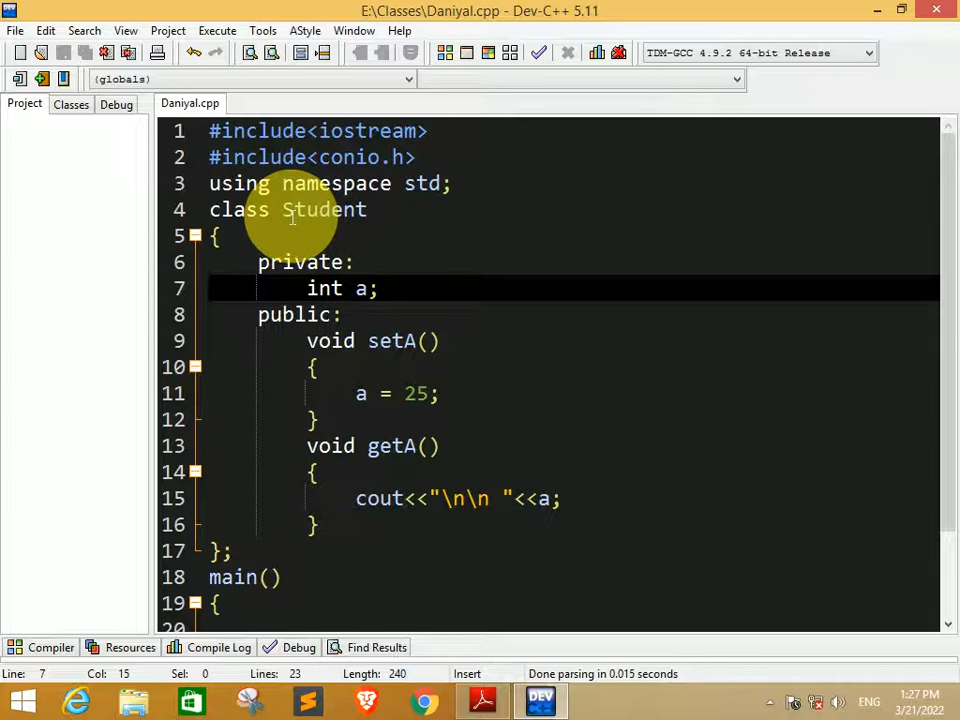 E:\Classes\Daniyal.cpp - Dev-C++ 5.11
File Edit Search View Project Execute Tools AStyle Window Help
TDM-GCC 4.9.2 64-bit Release
(globals)
Project Classes Debug Daniyal.cpp
1 #include<iostream>
2 #include<conio.h>
3 using namespace std;
4 class Student
5 {
6 private:
7 int a;
8 public:
9 void setA()
10 {
11 a = 25;
12 }
13 void getA()
14 {
15 cout<<"\n\n "<<a;
16 }
17 };
18 main()
19 {
20
Compiler Resources Compile Log Debug Find Results
Line: 7 Col: 15 Sel: 0 Lines: 23 Length: 240 Insert Done parsing in 0.015 seconds
DEV C++
ENG
1:27 PM
3/21/2022